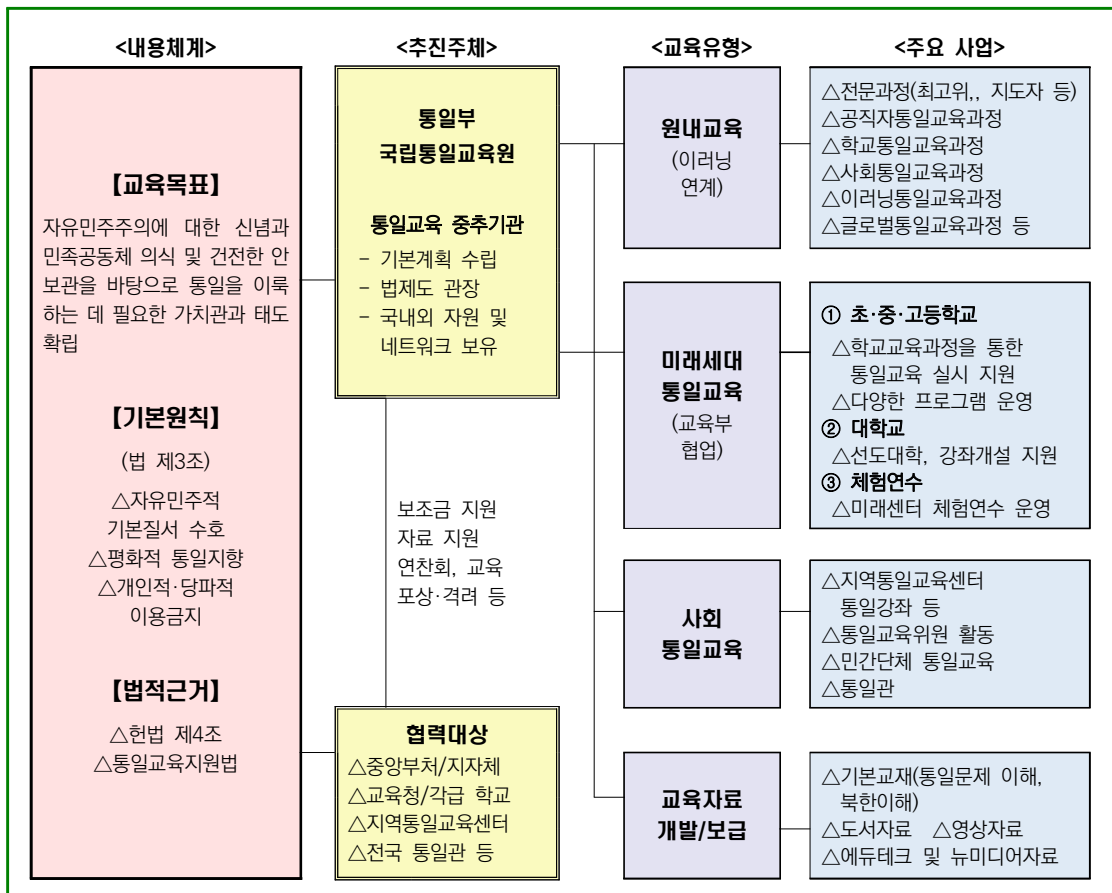 <내용체계>
【교육목표】
자유민주주의에 대한 신념과
민족공동체 의식 및 건전한 안
보관을 바탕으로 통일을 이룩
하는 데 필요한 가치관과 태도
확립
【기본원칙】
(법 제3조)
△자유민주적
기본질서 수호
△평화적 통일지향
△개인적·당파적
이용금지
【법적근거】
△헌법 제4조
△통일교육지원법
<추진주체>
통일부
국립통일교육원
통일교육 중추기관
- 기본계획 수립
- 법제도 관장
- 국내외 자원 및
네트워크 보유
보조금 지원
자료 지원
연찬회, 교육
포상·격려 등
협력대상
△중앙부처/지자체
△교육청/각급 학교
△지역통일교육센터
△전국 통일관 등
<교육유형>
원내교육
(이러닝
연계)
미래세대
통일교육
(교육부
협업)
사회
통일교육
교육자료
개발/보급
<주요 사업>
△전문과정(최고위,, 지도자 등)
△공직자통일교육과정
△학교통일교육과정
△사회통일교육과정
△이러닝통일교육과정
△글로벌통일교육과정 등
① 초·중·고등학교
△학교교육과정을 통한
통일교육 실시 지원
△다양한 프로그램 운영
② 대학교
△선도대학, 강좌개설 지원
③ 체험연수
△미래센터 체험연수 운영
△지역통일교육센터
통일강좌 등
△통일교육위원 활동
△민간단체 통일교육
△통일관
△기본교재(통일문제 이해,
북한이해)
△도서자료 △영상자료
△에듀테크 및 뉴미디어자료